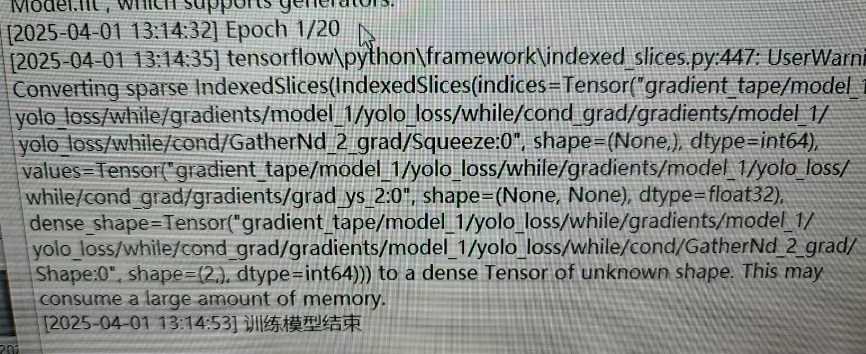 Model.fit`, which supports generators.
[2025-04-01 13:14:32] Epoch 1/20
[2025-04-01 13:14:35] tensorflow\python\framework\indexed_slices.py:447: UserWarni
Converting sparse IndexedSlices(IndexedSlices(indices=Tensor("gradient_tape/model_1
yolo_loss/while/gradients/model_1/yolo_loss/while/cond_grad/gradients/model_1/
yolo_loss/while/cond/GatherNd_2_grad/Squeeze:0", shape=(None,), dtype=int64),
values=Tensor("gradient_tape/model_1/yolo_loss/while/gradients/model_1/yolo_loss/
while/cond_grad/gradients/grad_ys_2:0", shape=(None, None), dtype=float32),
dense_shape=Tensor("gradient_tape/model_1/yolo_loss/while/gradients/model_1/
yolo_loss/while/cond_grad/gradients/model_1/yolo_loss/while/cond/GatherNd_2_grad/
Shape:0", shape=(2,), dtype=int64))) to a dense Tensor of unknown shape. This may
consume a large amount of memory.
[2025-04-01 13:14:53] 训练模型结束